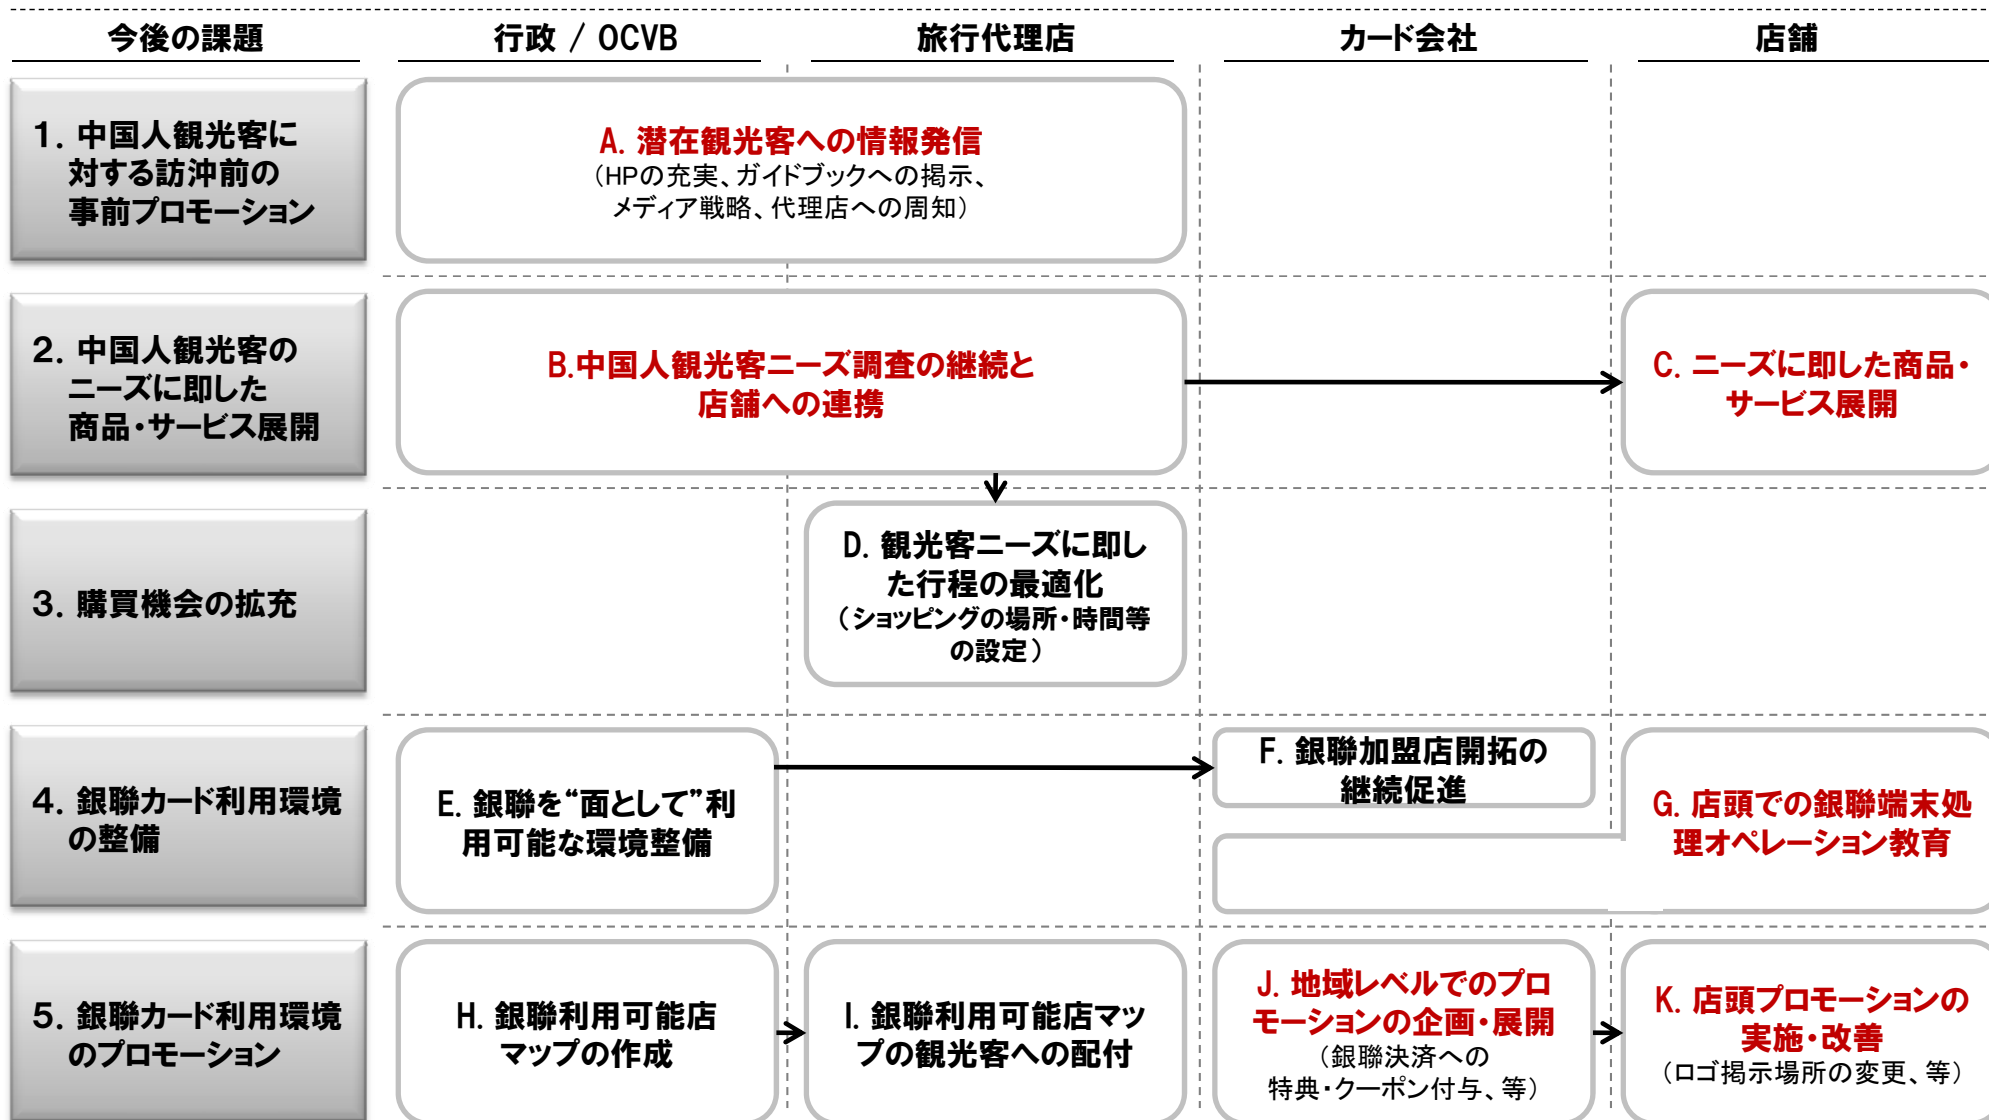 今後の課題
行政 / OCVB
旅行代理店
カード会社
店舗
1. 中国人観光客に
対する訪沖前の
事前プロモーション
A. 潜在観光客への情報発信
(HPの充実、ガイドブックへの掲示、
メディア戦略、代理店への周知)
2. 中国人観光客の
ニーズに即した
商品・サービス展開
B.中国人観光客ニーズ調査の継続と
店舗への連携
C. ニーズに即した商品・
サービス展開
3. 購買機会の拡充
D. 観光客ニーズに即し
た行程の最適化
(ショッピングの場所・時間等
の設定)
4. 銀聯カード利用環境
の整備
E. 銀聯を“面として”利
用可能な環境整備
F. 銀聯加盟店開拓の
継続促進
G. 店頭での銀聯端末処
理オペレーション教育
5. 銀聯カード利用環境
のプロモーション
H. 銀聯利用可能店
マップの作成
I. 銀聯利用可能店マッ
プの観光客への配付
J. 地域レベルでのプロ
モーションの企画・展開
(銀聯決済への
特典・クーポン付与、等)
K. 店頭プロモーションの
実施・改善
(ロゴ掲示場所の変更、等)